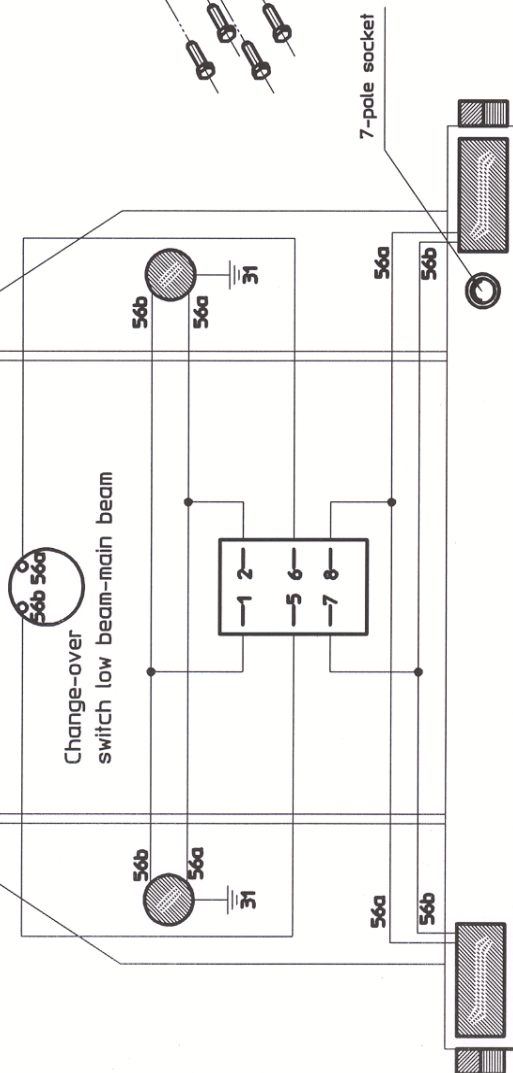 56b 56a
Change-over
switch low beam-main beam
56b
56a
31
56b
56a
31
1 2
5 6
7 8
56a
56b
56a
56b
7-pole socket